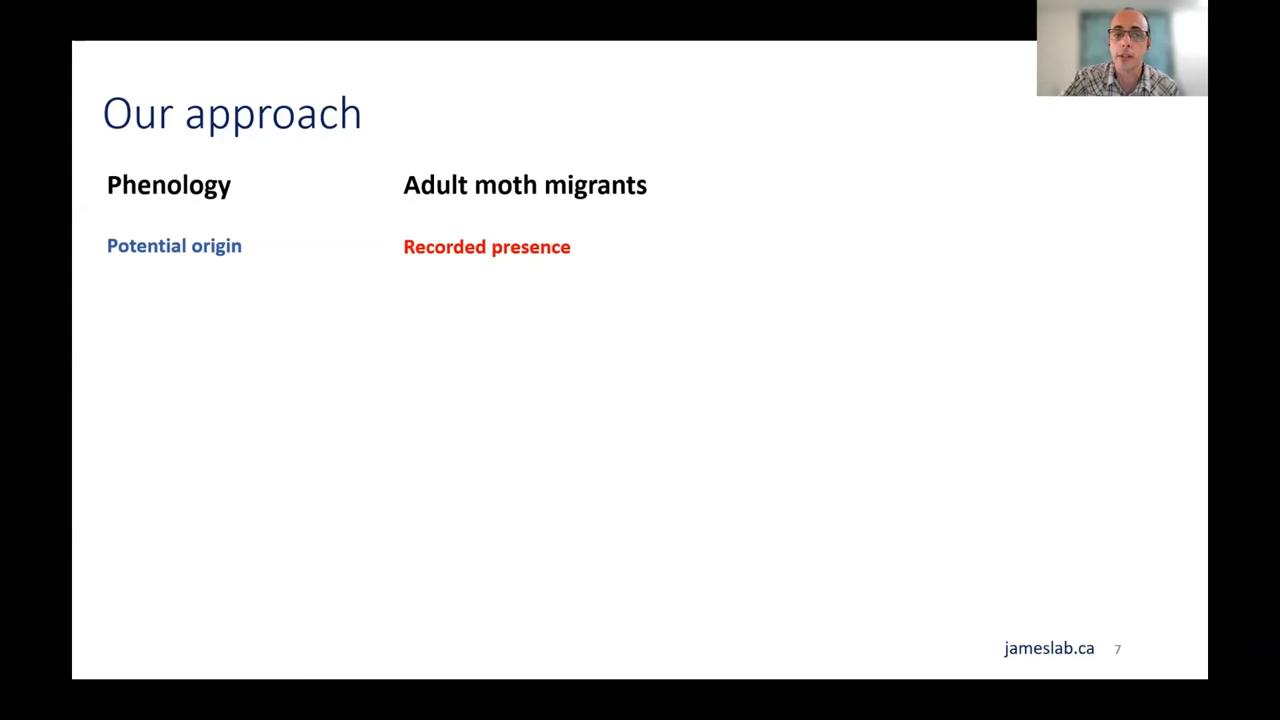 Our approach
Phenology
Adult moth migrants
Potential origin
Recorded presence
jameslab.ca
7